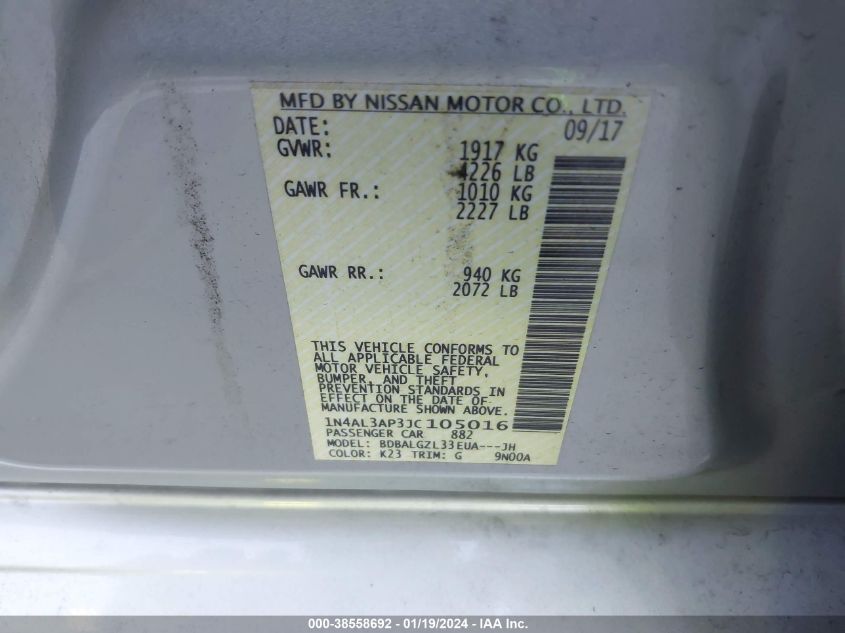 MFD BY NISSAN MOTOR CO., LTD.
DATE: 09/17
GVWR: 1917 KG
4226 LB
GAWR FR.: 1010 KG
2227 LB
GAWR RR.: 940 KG
2072 LB
THIS VEHICLE CONFORMS TO
ALL APPLICABLE FEDERAL
MOTOR VEHICLE SAFETY,
BUMPER, AND THEFT
PREVENTION STANDARDS IN
EFFECT ON THE DATE OF
MANUFACTURE SHOWN ABOVE.
1N4AL3AP3JC105016
PASSENGER CAR 882
MODEL: BDBALGZL33EUA---JH
COLOR: K23 TRIM: G 9N00A
000-38558692 - 01/19/2024 - IAA Inc.